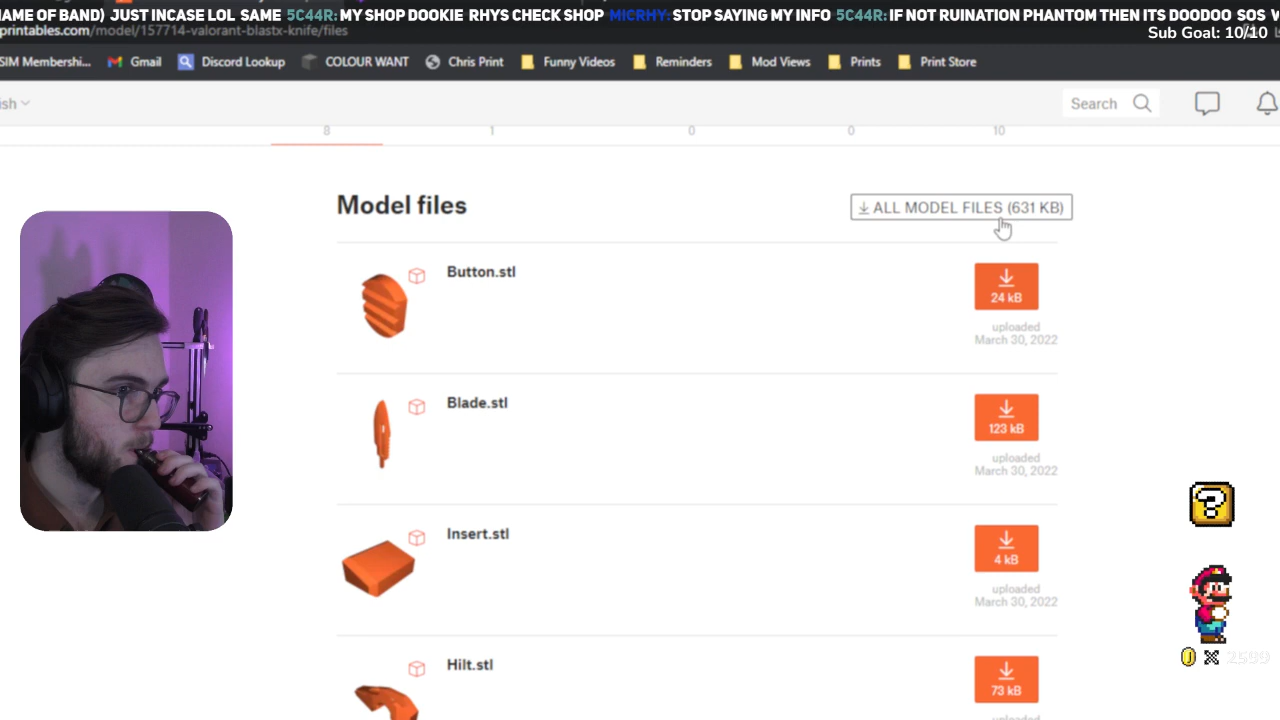 NAME OF BAND) JUST INCASE LOL SAME 5C44R: MY SHOP DOOKIE RHYS CHECK SHOP MICRHY: STOP SAYING MY INFO 5C44R: IF NOT RUINATION PHANTOM THEN ITS DOODOO SOS
printables.com/model/157714-valorant-blastx-knife/files
Sub Goal: 10/10
SIM Membershi... Gmail Discord Lookup COLOUR WANT Chris Print Funny Videos Reminders Mod Views Prints Print Store
ish Search
8 1 0 0 10
Model files ALL MODEL FILES (631 KB)
Button.stl
24 kB
uploaded
March 30, 2022
Blade.stl
123 kB
uploaded
March 30, 2022
Insert.stl
4 kB
uploaded
March 30, 2022
Hilt.stl
73 kB
uploaded